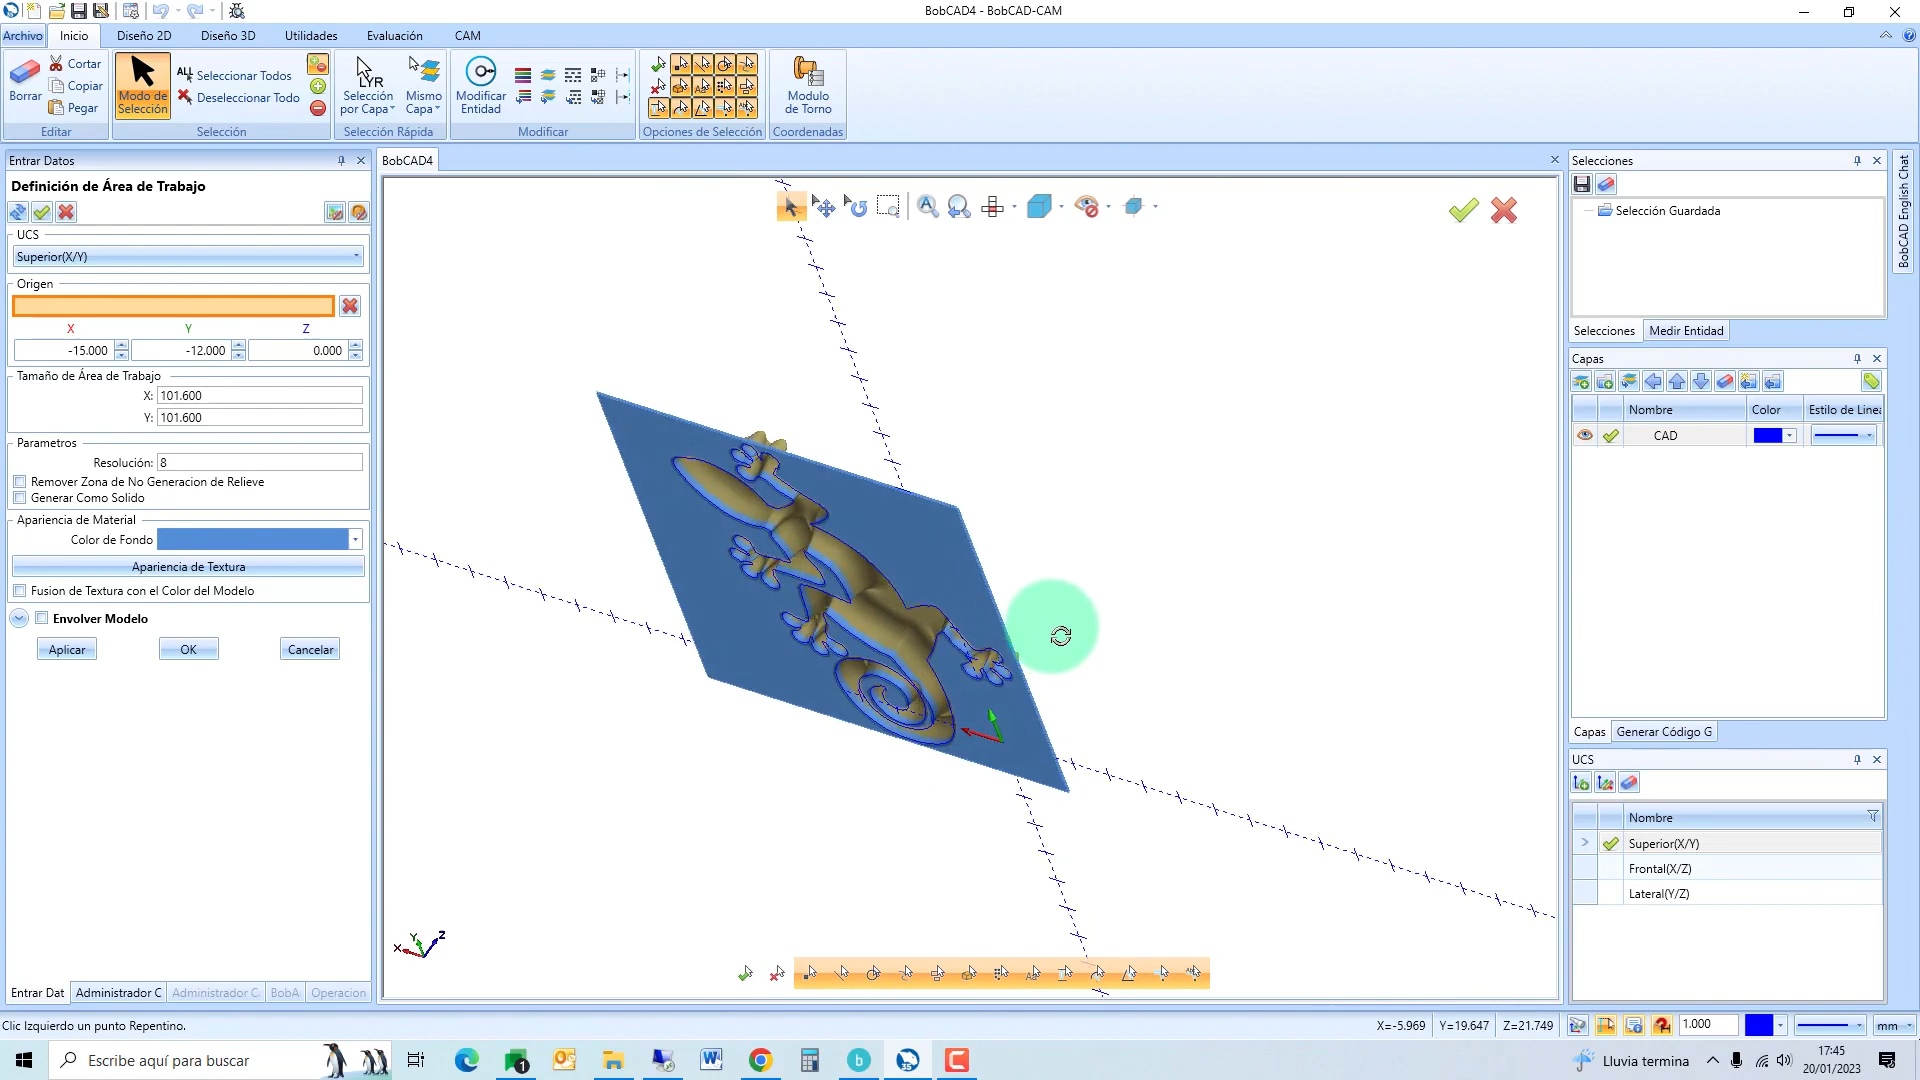 BobCAD4 - BobCAD-CAM
Archivo Inicio Diseño 2D Diseño 3D Utilidades Evaluación CAM
Borrar Cortar Copiar Pegar
Modo de Selección
ALL Seleccionar Todos
Deseleccionar Todo
LYR Selección por Capa
Mismo Capa
Modificar Entidad
Modulo de Torno
Editar Selección Selección Rápida Modificar Opciones de Selección Coordenadas
Entrar Datos
Definición de Área de Trabajo
UCS
Superior(X/Y)
Origen
X Y Z
-15.000 -12.000 0.000
Tamaño de Área de Trabajo
X: 101.600
Y: 101.600
Parametros
Resolución: 8
Remover Zona de No Generacion de Relieve
Generar Como Solido
Apariencia de Material
Color de Fondo
Apariencia de Textura
Fusion de Textura con el Color del Modelo
Envolver Modelo
Aplicar OK Cancelar
Entrar Dat Administrador C Administrador C. BobA Operacion
BobCAD4
X Y Z
Selecciones
Selección Guardada
Selecciones Medir Entidad
BobCAD English Chat
Capas
Nombre Color Estilo de Linea
CAD
Capas Generar Código G
UCS
Nombre
Superior(X/Y)
Frontal(X/Z)
Lateral(Y/Z)
Clic Izquierdo un punto Repentino.
X=-5.969 Y=19.647 Z=21.749 1.000 mm
Escribe aquí para buscar
1
35
Lluvia termina
17:45
20/01/2023